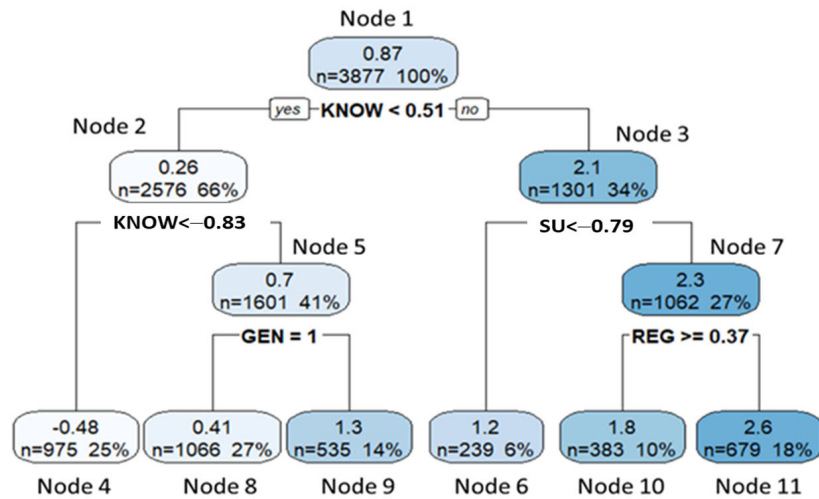 Node 1
0.87
n=3877 100%
yes KNOW < 0.51 no
Node 2
Node 3
0.26
n=2576 66%
2.1
n=1301 34%
KNOW<−0.83
SU<−0.79
Node 5
Node 7
0.7
n=1601 41%
2.3
n=1062 27%
GEN = 1
REG >= 0.37
-0.48
n=975 25%
0.41
n=1066 27%
1.3
n=535 14%
1.2
n=239 6%
1.8
n=383 10%
2.6
n=679 18%
Node 4 Node 8 Node 9 Node 6 Node 10 Node 11